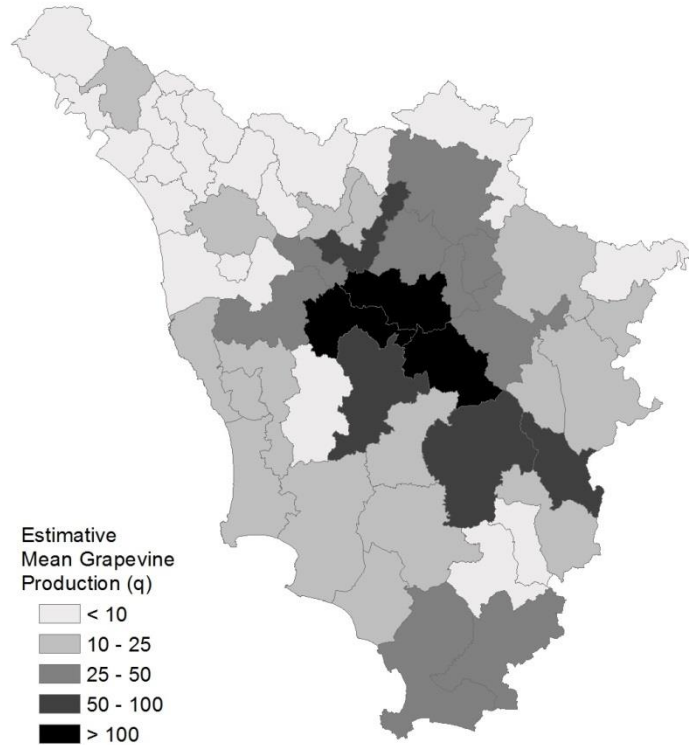 Estimative
Mean Grapevine
Production (q)
< 10
10 - 25
25 - 50
50 - 100
> 100